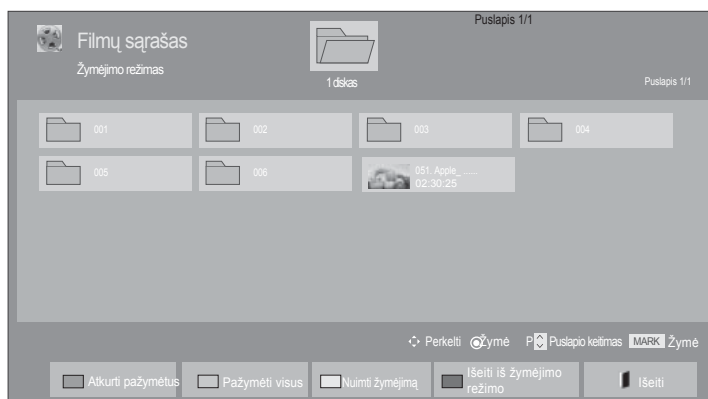 Puslapis 1/1
Filmų sąrašas
Žymėjimo režimas
1 diskas
Puslapis 1/1
001
002
003
004
005
006
051. Apple_ ......
02:30:25
Perkelti
Žymė
P
Puslapio keitimas
MARK
Žymė
Atkurti pažymėtus
Pažymėti visus
Nuimti žymėjimą
Išeiti iš žymėjimo
režimo
Išeiti